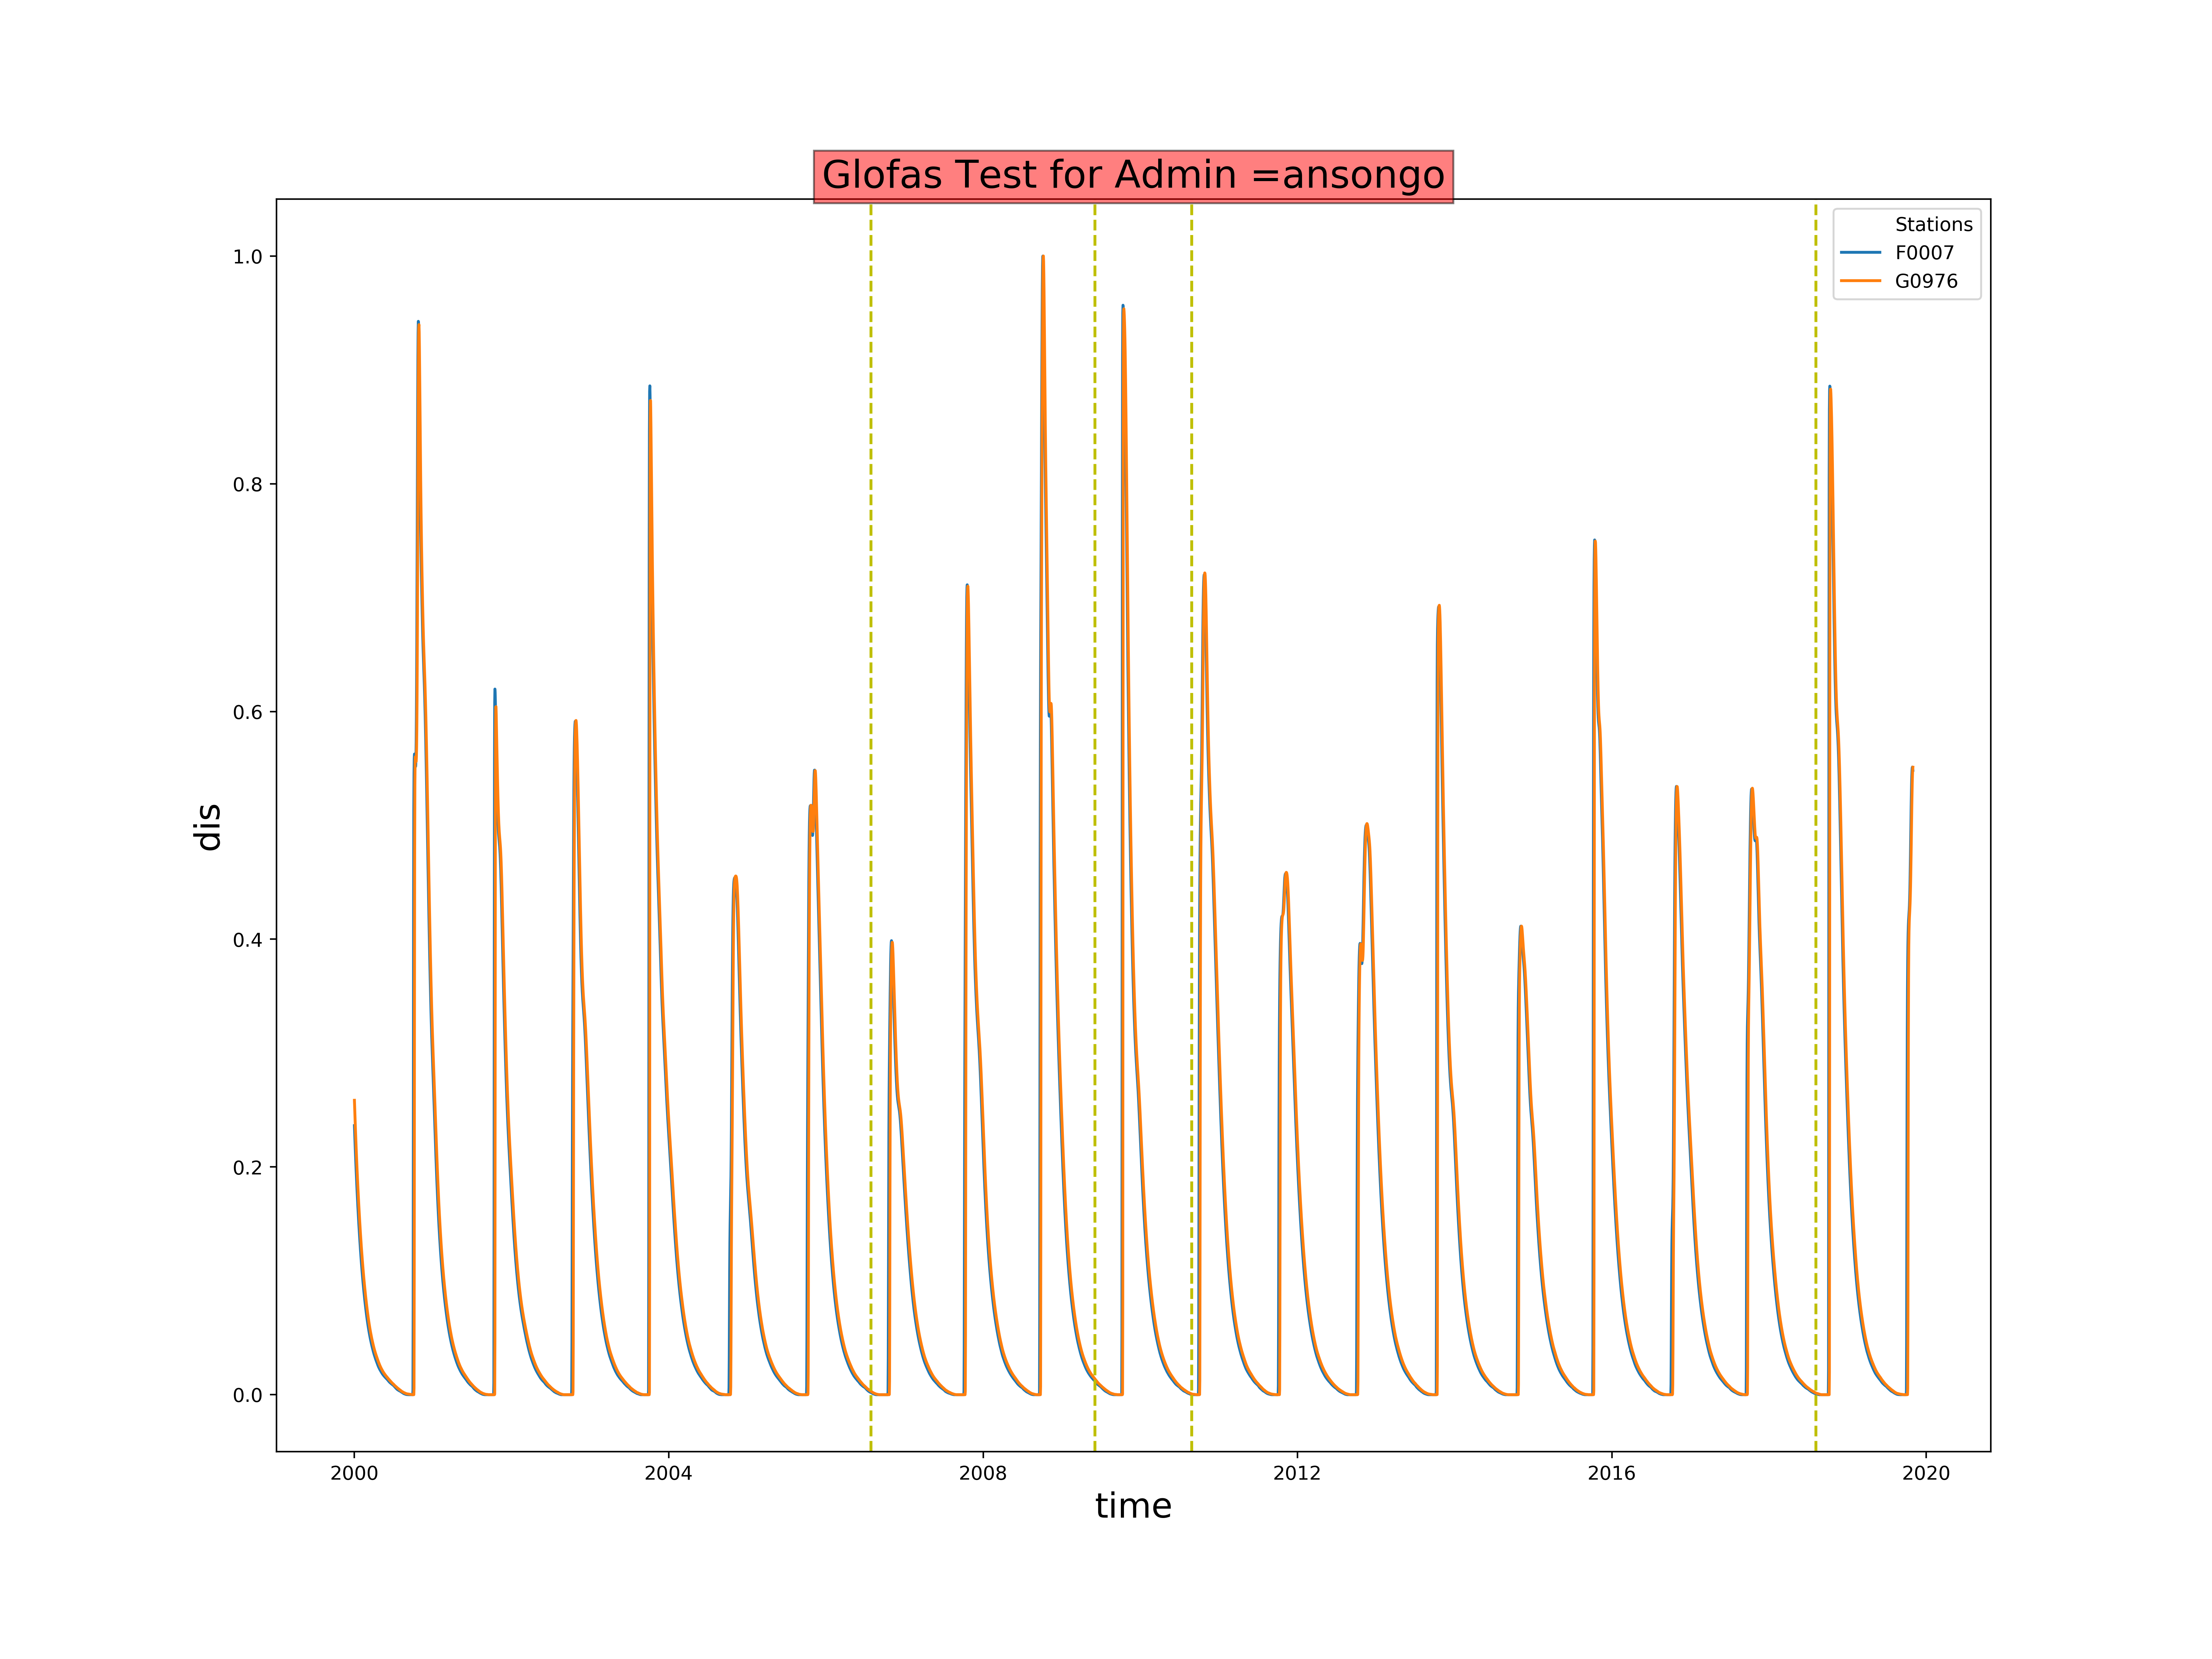 Glofas Test for Admin =ansongo
Stations
F0007
G0976
1.0
0.8
0.6
0.4
0.2
0.0
dis
2000 2004 2008 2012 2016 2020
time